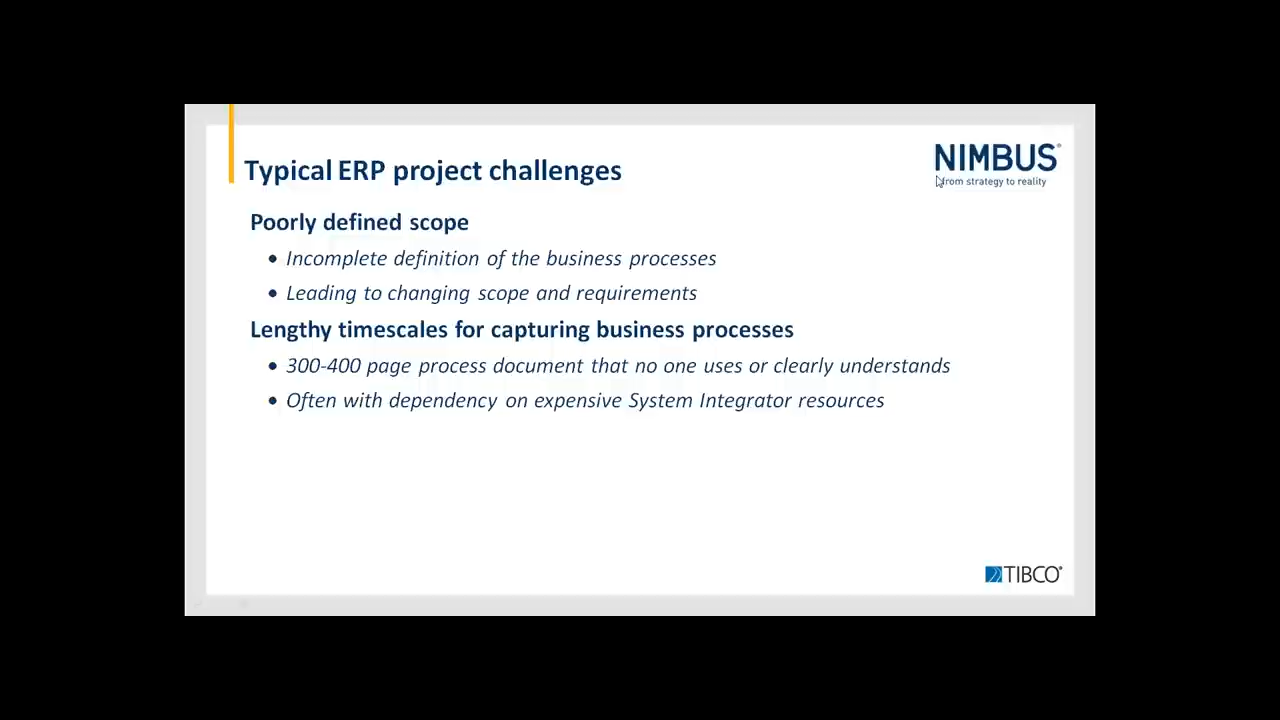 Typical ERP project challenges
NIMBUS®
from strategy to reality
Poorly defined scope
• Incomplete definition of the business processes
• Leading to changing scope and requirements
Lengthy timescales for capturing business processes
• 300-400 page process document that no one uses or clearly understands
• Often with dependency on expensive System Integrator resources
TIBCO®